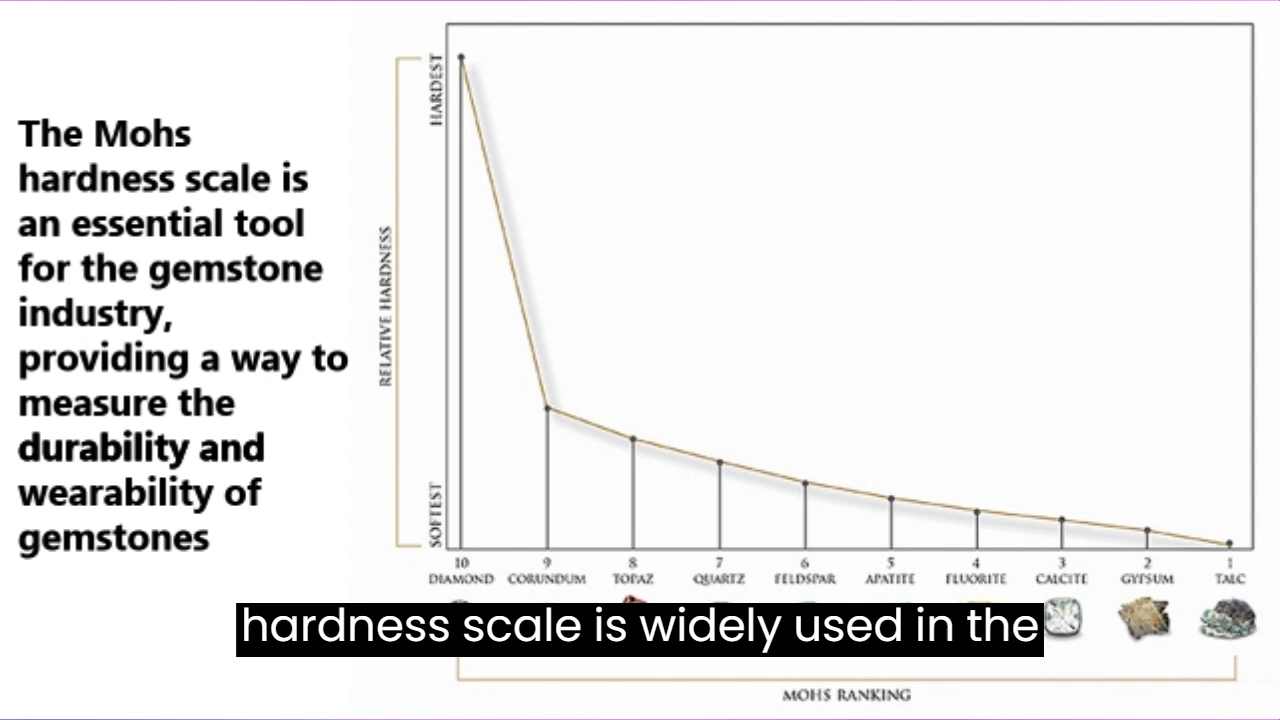 The Mohs
hardness scale is
an essential tool
for the gemstone
industry,
providing a way to
measure the
durability and
wearability of
gemstones
HARDEST
RELATIVE HARDNESS
SOFTEST
10 9 8 7 6 5 4 3 2 1
DIAMOND CORUNDUM TOPAZ QUARTZ FELDSPAR APATITE FLUORITE CALCITE GYPSUM TALC
hardness scale is widely used in the
MOHS RANKING